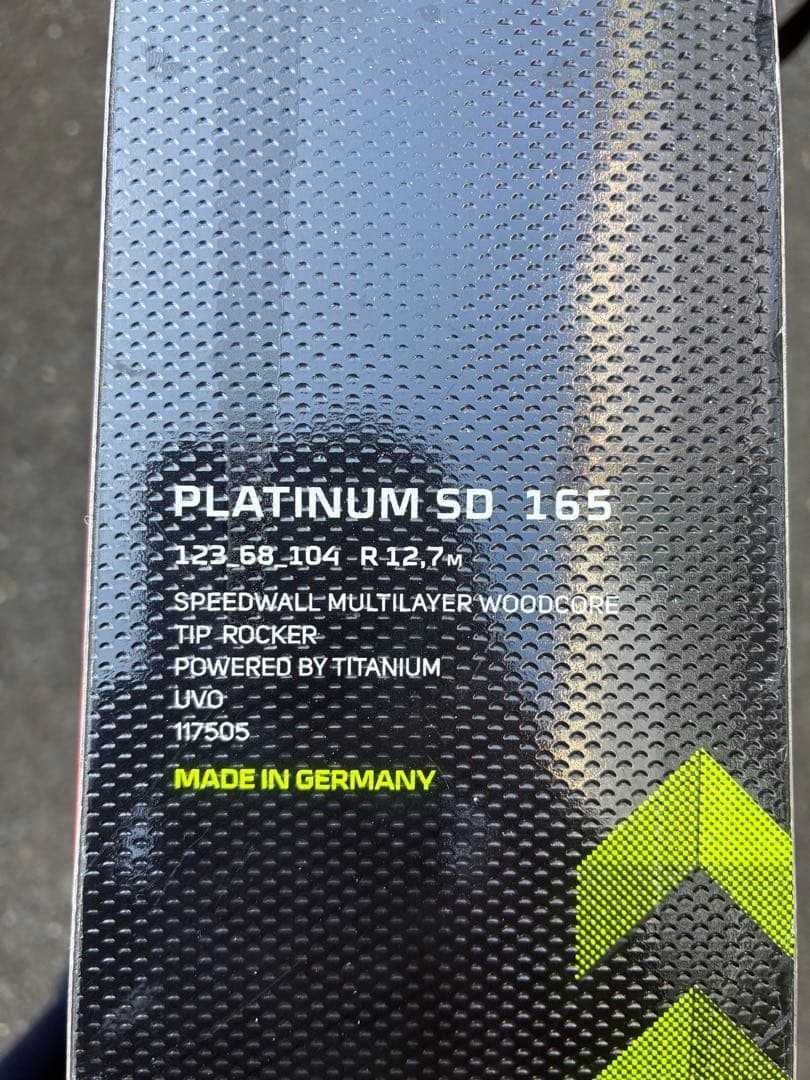 PLATINUM SD 165
123_68_104 R 12,7M
SPEEDWALL MULTILAYER WOODCORE
TIP ROCKER
POWERED BY TITANIUM
UVO
117505
MADE IN GERMANY